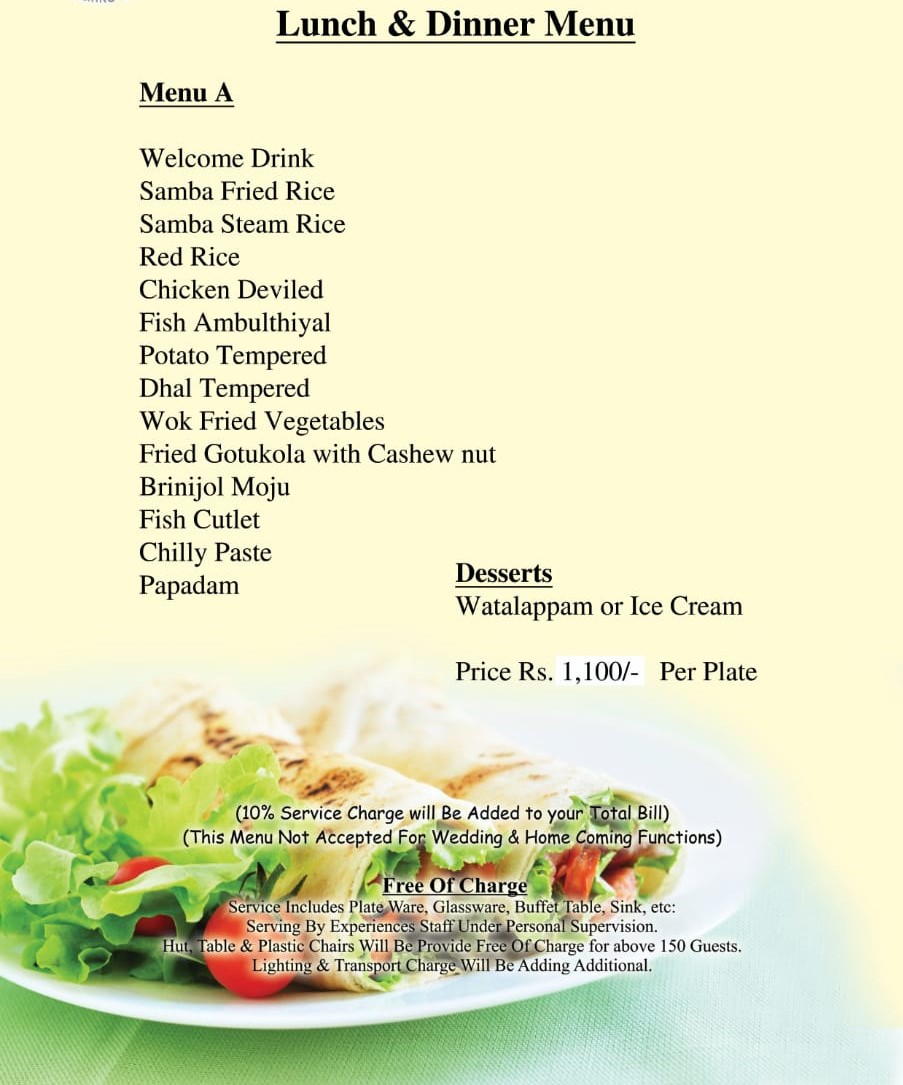 Lunch & Dinner Menu
Menu A
Welcome Drink
Samba Fried Rice
Samba Steam Rice
Red Rice
Chicken Deviled
Fish Ambulthiyal
Potato Tempered
Dhal Tempered
Wok Fried Vegetables
Fried Gotukola with Cashew nut
Brinijol Moju
Fish Cutlet
Chilly Paste
Papadam
Desserts
Watalappam or Ice Cream
Price Rs. 1,100/- Per Plate
(10% Service Charge will Be Added to your Total Bill)
(This Menu Not Accepted For Wedding & Home Coming Functions)
Free Of Charge
Service Includes Plate Ware, Glassware, Buffet Table, Sink, etc:
Serving By Experiences Staff Under Personal Supervision.
Hut, Table & Plastic Chairs Will Be Provide Free Of Charge for above 150 Guests.
Lighting & Transport Charge Will Be Adding Additional.